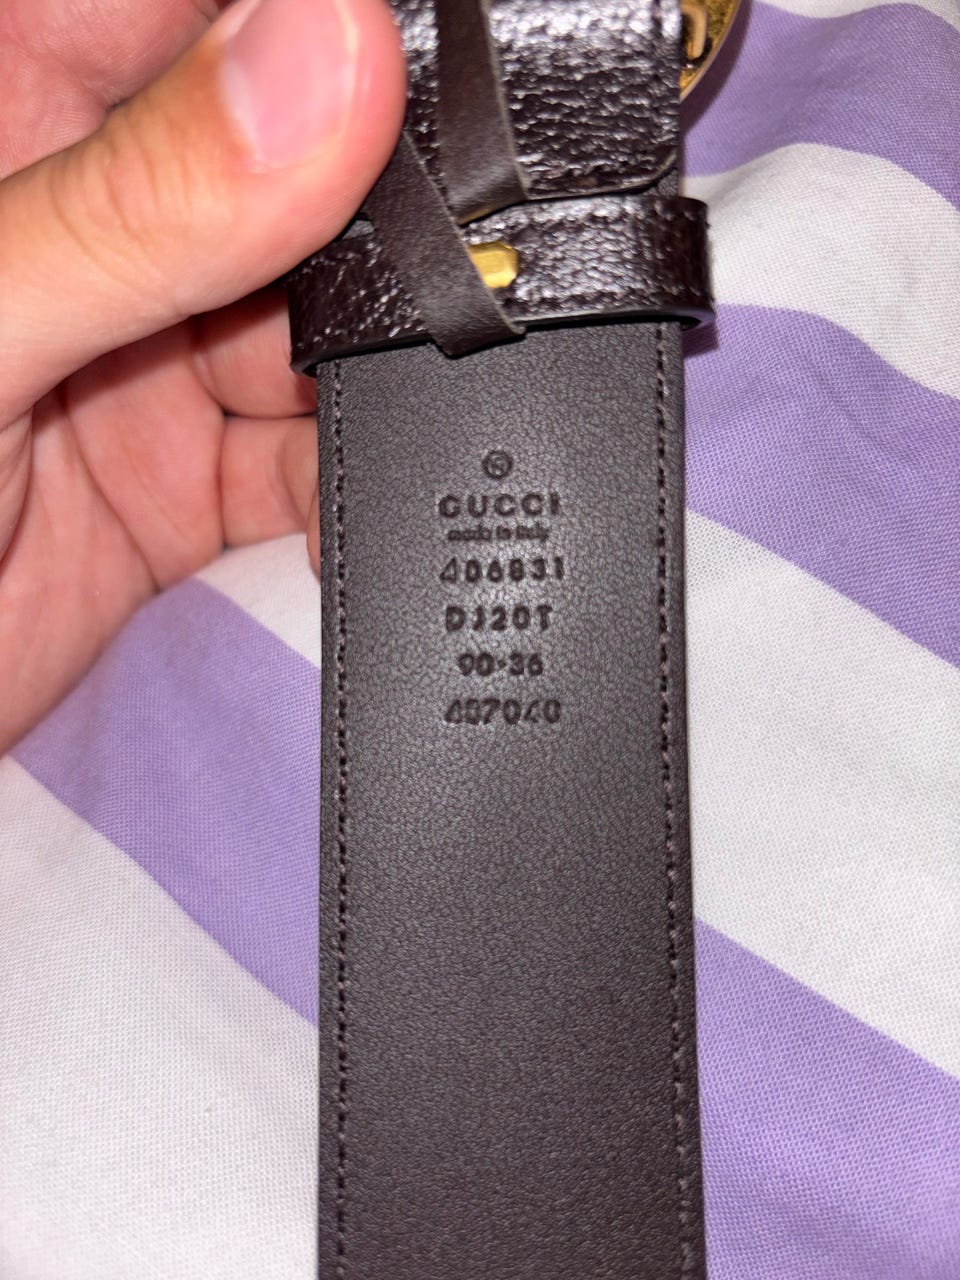 ®
GUCCI
made in Italy
406831
DJ20T
90·36
487040